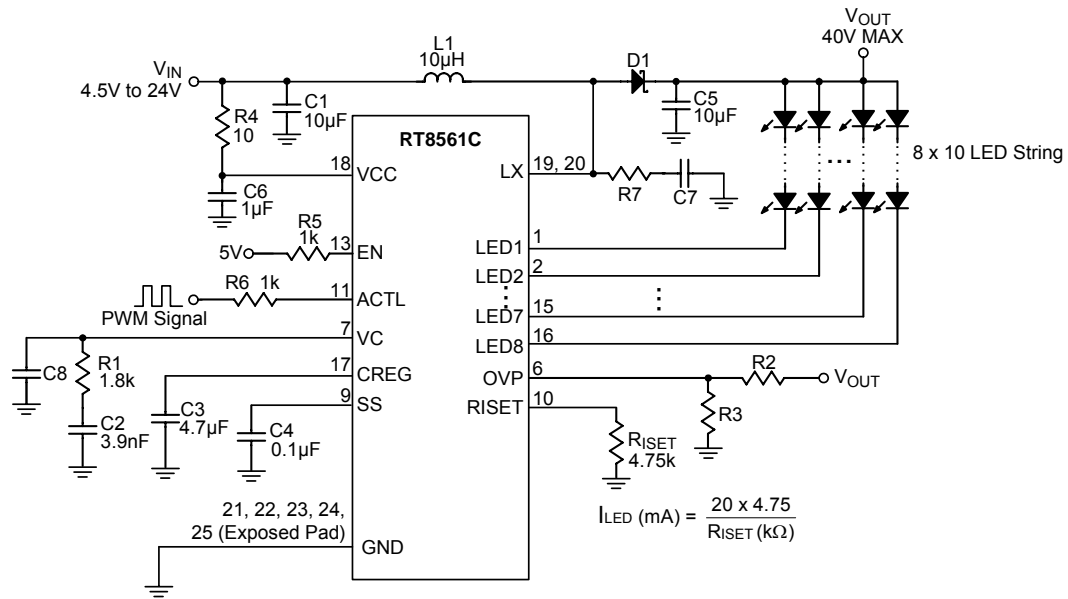 VOUT
40V MAX
L1
10μH
D1
VIN
4.5V to 24V
R4
10
C1
10μF
C5
10μF
RT8561C
8 x 10 LED String
...
18
VCC
LX
19, 20
R7
C7
C6
1μF
R5
1k
5V
13
EN
LED1
1
LED2
2
R6 1k
11
ACTL
PWM Signal
LED7
15
7
VC
LED8
16
C8
R1
1.8k
17
CREG
OVP
6
R2
VOUT
9
SS
RISET
10
R3
C2
3.9nF
C3
4.7μF
C4
0.1μF
RISET
4.75k
21, 22, 23, 24,
25 (Exposed Pad)
GND
ILED (mA) = 20 x 4.75
RISET (kΩ)